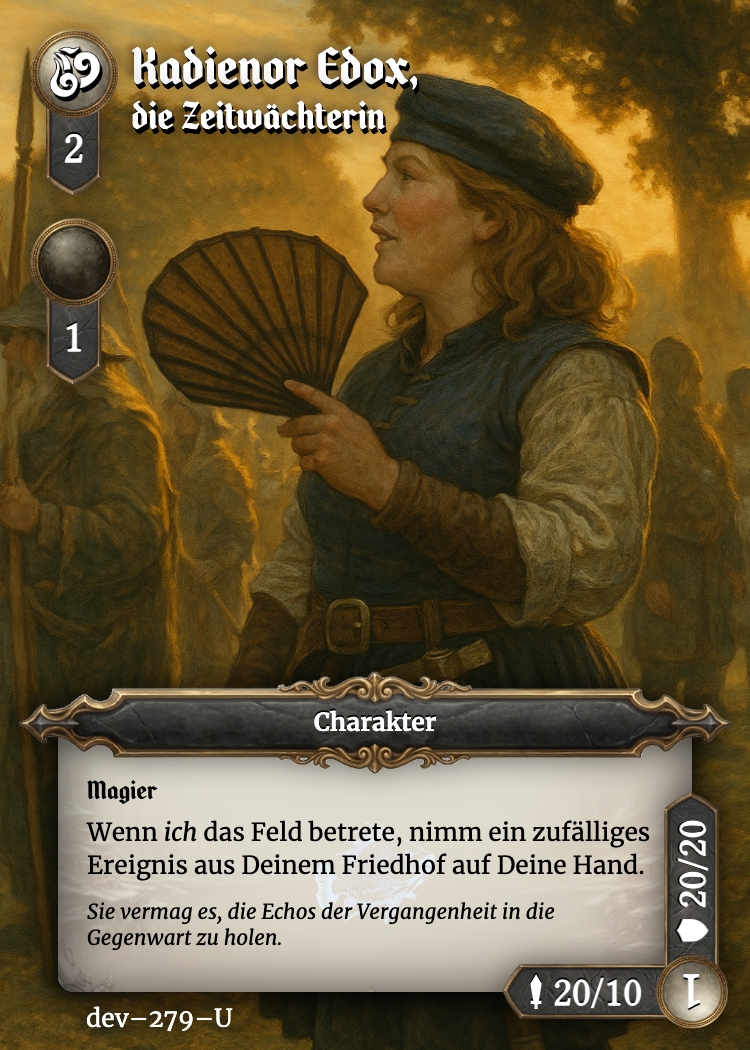 Kadienor Edox,
die Zeitwächterin
2
1
Charakter
Magier
Wenn ich das Feld betrete, nimm ein zufälliges
Ereignis aus Deinem Friedhof auf Deine Hand.
Sie vermag es, die Echos der Vergangenheit in die
Gegenwart zu holen.
20/20
20/10
1
dev–279–U